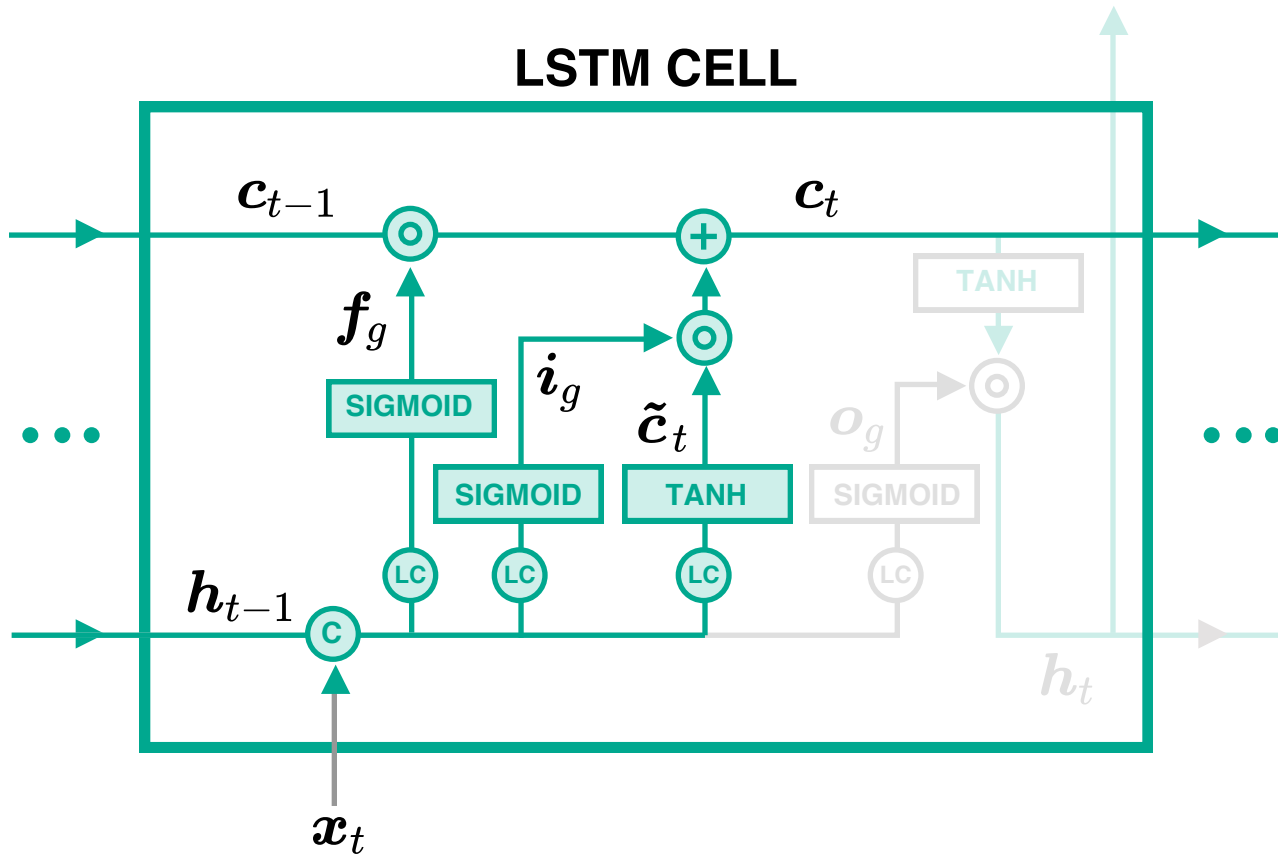 LSTM CELL
c_{t−1}
c_t
TANH
f_g
i_g
SIGMOID
c̃_t
o_g
SIGMOID
TANH
SIGMOID
LC
LC
LC
LC
h_{t−1}
C
h_t
x_t